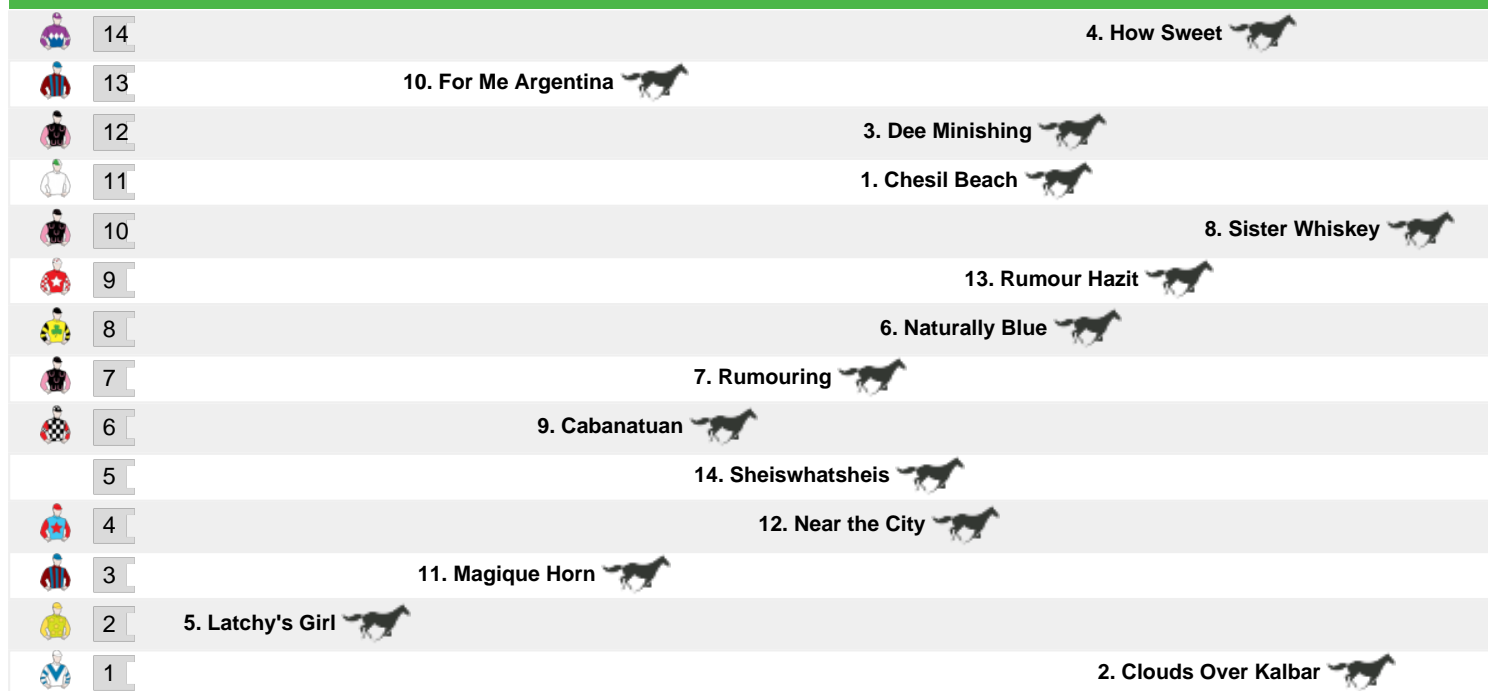 14 4. How Sweet
13 10. For Me Argentina
12 3. Dee Minishing
11 1. Chesil Beach
10 8. Sister Whiskey
9 13. Rumour Hazit
8 6. Naturally Blue
7 7. Rumouring
6 9. Cabanatuan
5 14. Sheiswhatsheis
4 12. Near the City
3 11. Magique Horn
2 5. Latchy's Girl
1 2. Clouds Over Kalbar